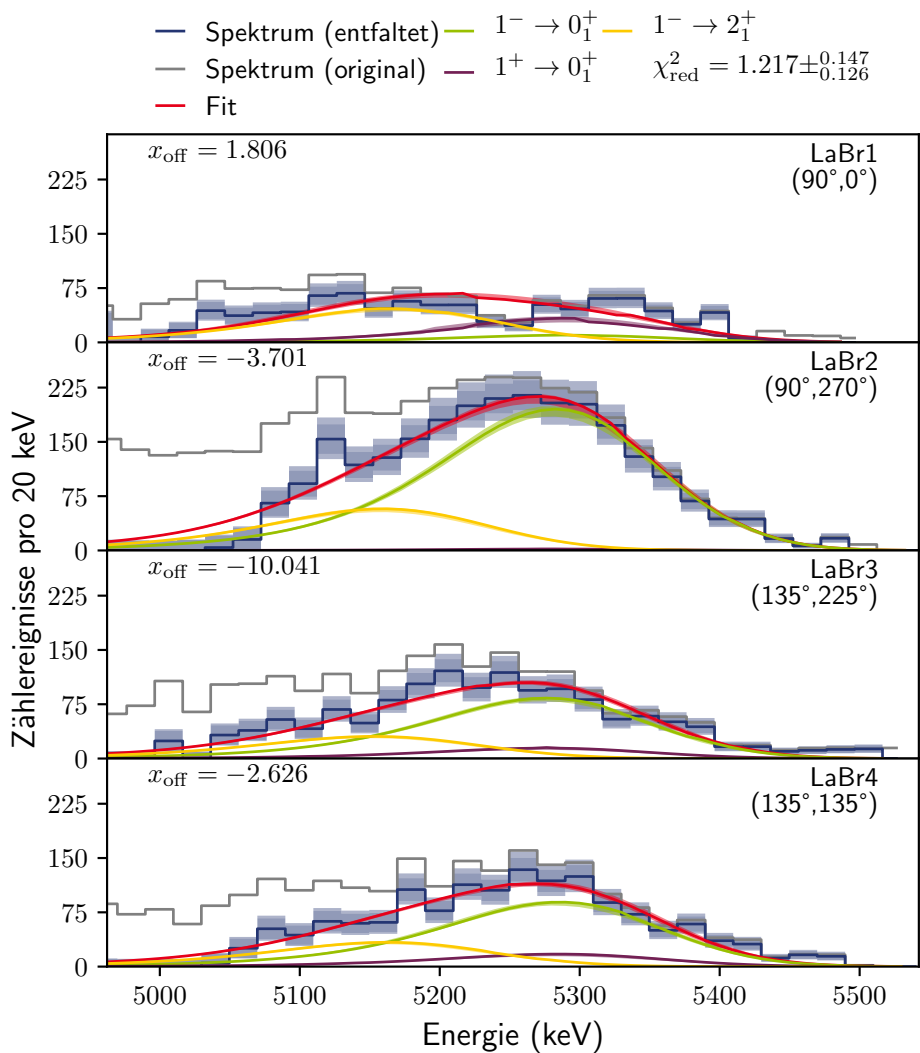 Spektrum (entfaltet) 1⁻ → 0₁⁺ 1⁻ → 2₁⁺
Spektrum (original) 1⁺ → 0₁⁺ χ²_red = 1.217±^0.147_0.126
Fit
x_off = 1.806
LaBr1
(90°,0°)
225
150
75
0
x_off = −3.701
LaBr2
(90°,270°)
225
150
75
0
x_off = −10.041
LaBr3
(135°,225°)
225
150
75
0
x_off = −2.626
LaBr4
(135°,135°)
225
150
75
0
Zählereignisse pro 20 keV
5000 5100 5200 5300 5400 5500
Energie (keV)